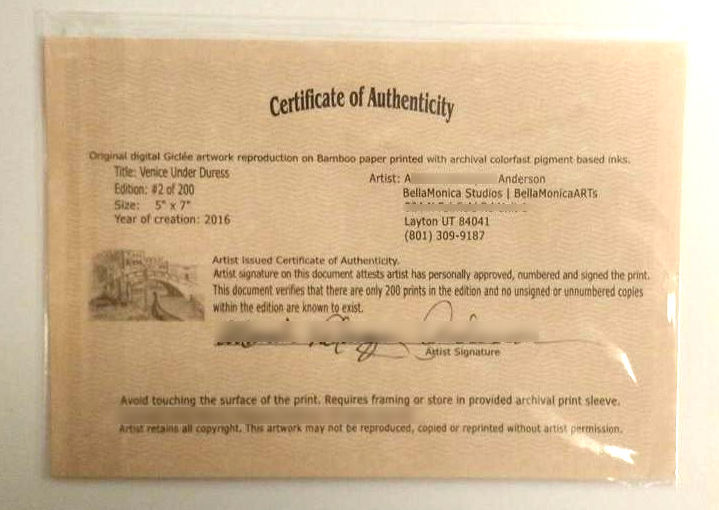 Certificate of Authenticity
Original digital Giclée artwork reproduction on Bamboo paper printed with archival colorfast pigment based inks.
Title: Venice Under Duress
Edition: #2 of 200
Size: 5" x 7"
Year of creation: 2016
Artist: A Anderson
BellaMonica Studios | BellaMonicaARTs
Layton UT 84041
(801) 309-9187
Artist Issued Certificate of Authenticity.
Artist signature on this document attests artist has personally approved, numbered and signed the print.
This document verifies that there are only 200 prints in the edition and no unsigned or unnumbered copies
within the edition are known to exist.
Artist Signature
Avoid touching the surface of the print. Requires framing or store in provided archival print sleeve.
Artist retains all copyright. This artwork may not be reproduced, copied or reprinted without artist permission.